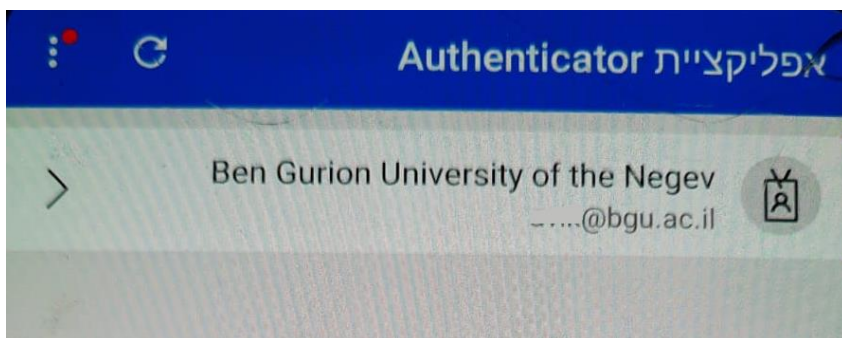 אפליקציית Authenticator
Ben Gurion University of the Negev
@bgu.ac.il